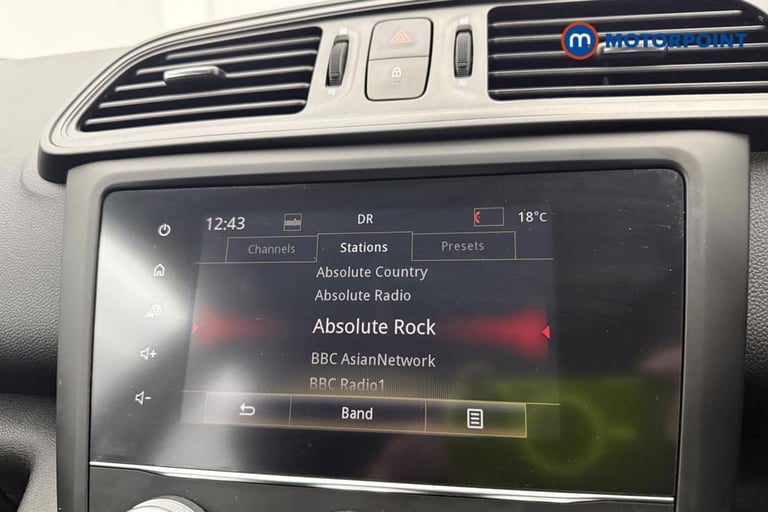 m MOTORPOINT
12:43 DR 18°C
Channels Stations Presets
Absolute Country
Absolute Radio
Absolute Rock
BBC AsianNetwork
BBC Radio1
Band